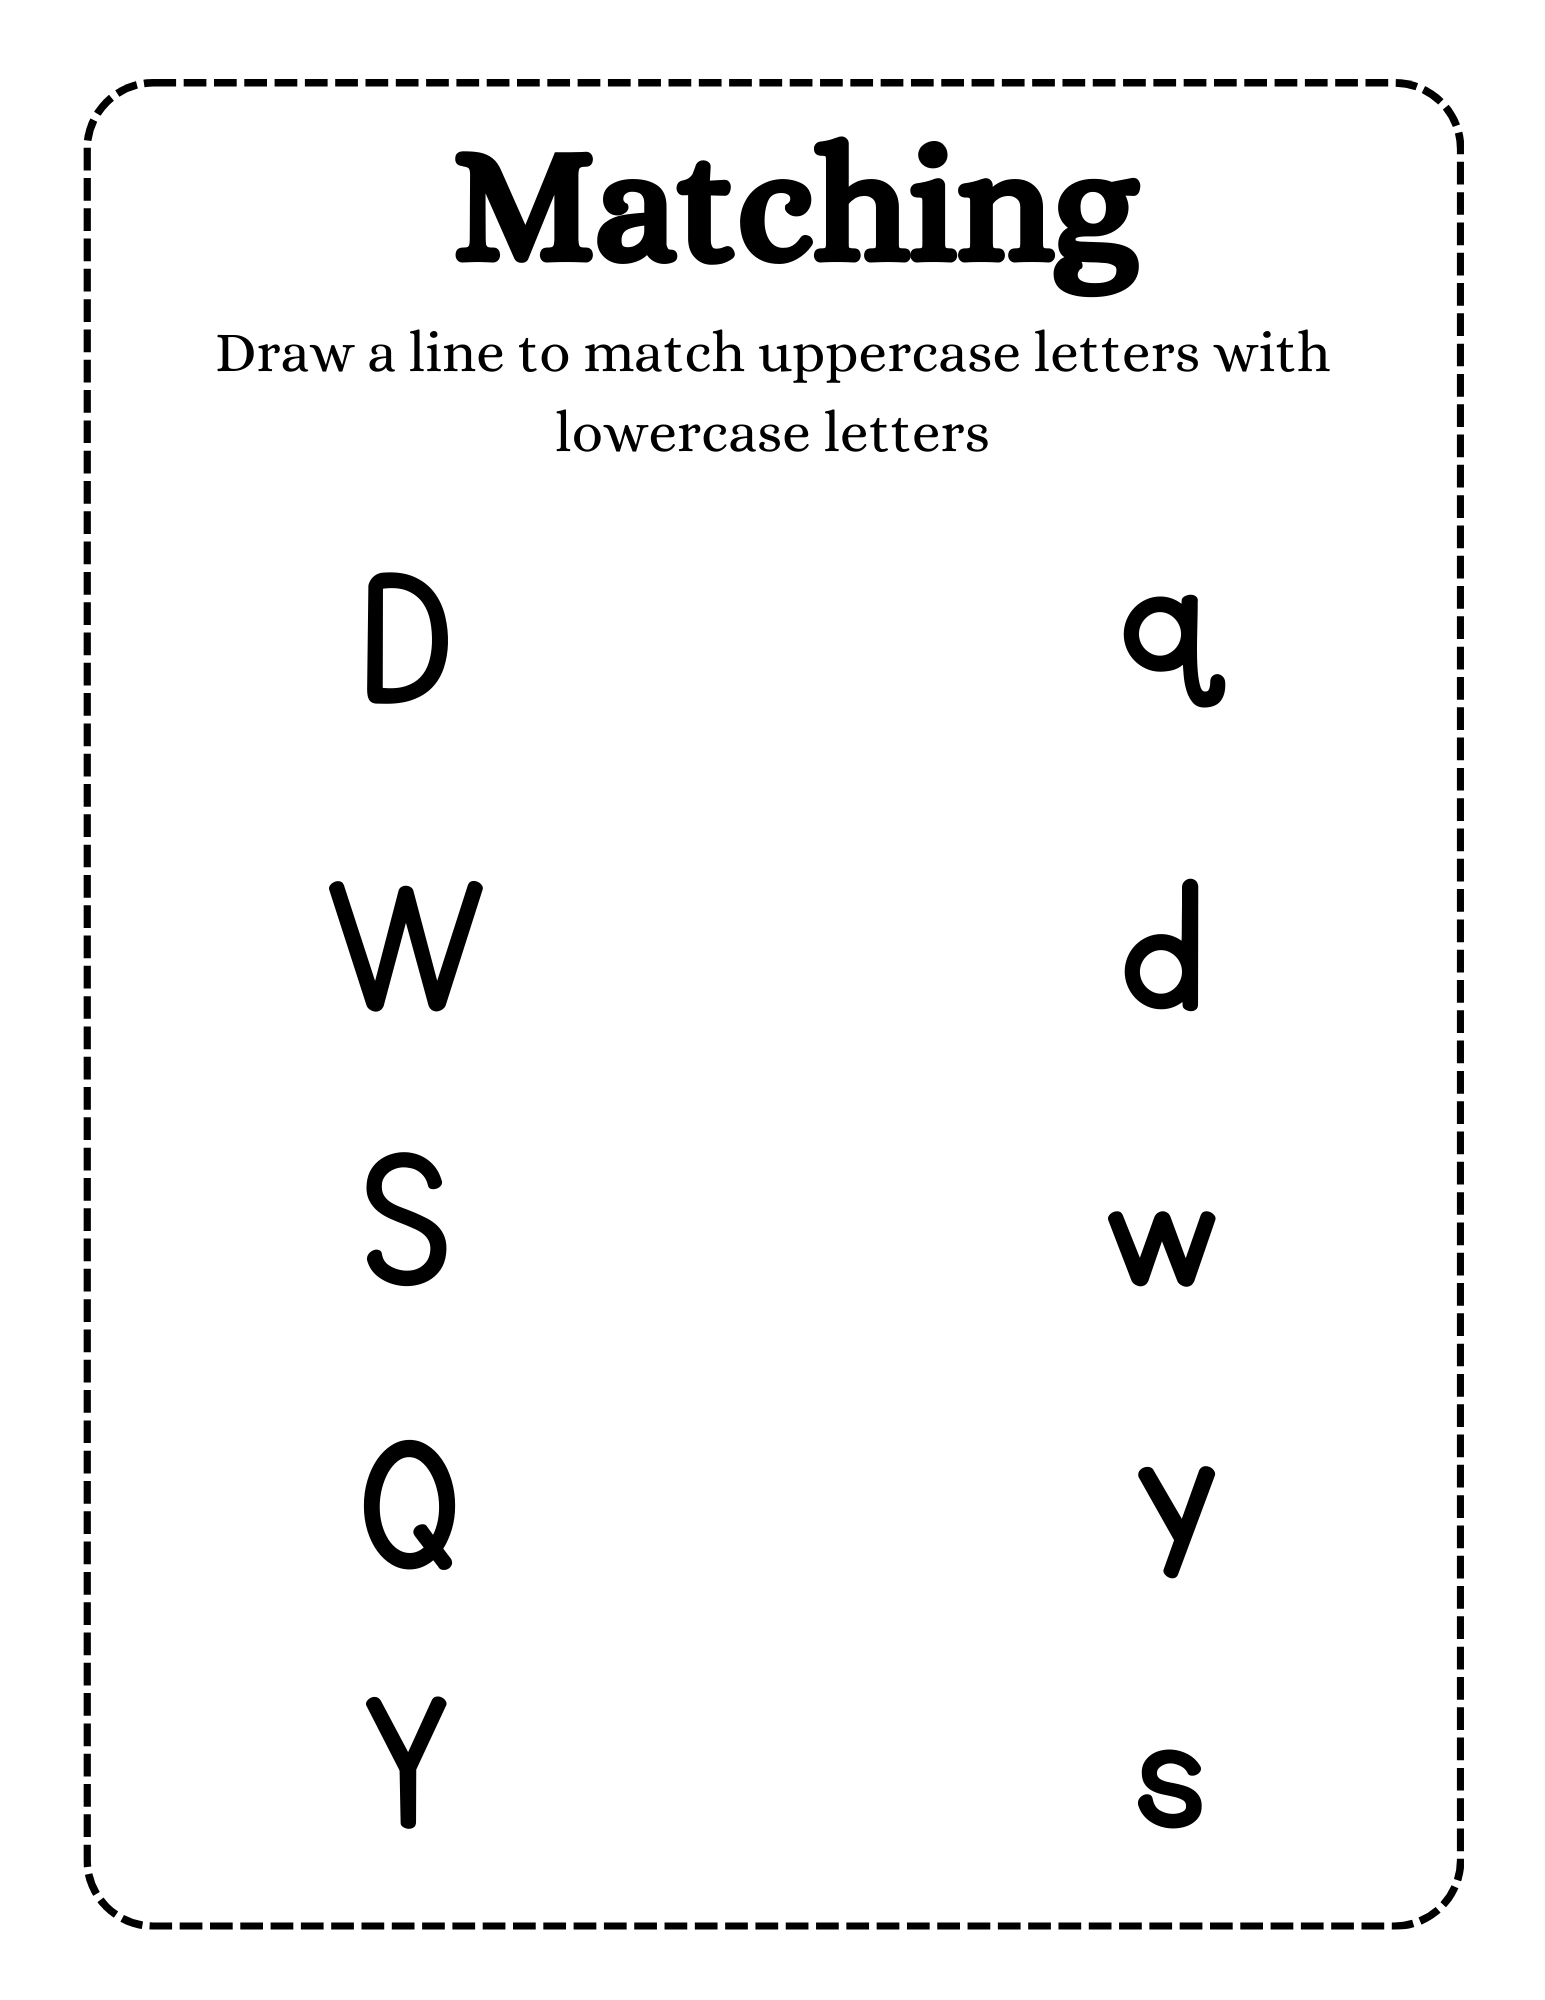 Matching
Draw a line to match uppercase letters with
lowercase letters
D q
W d
S w
Q y
Y s